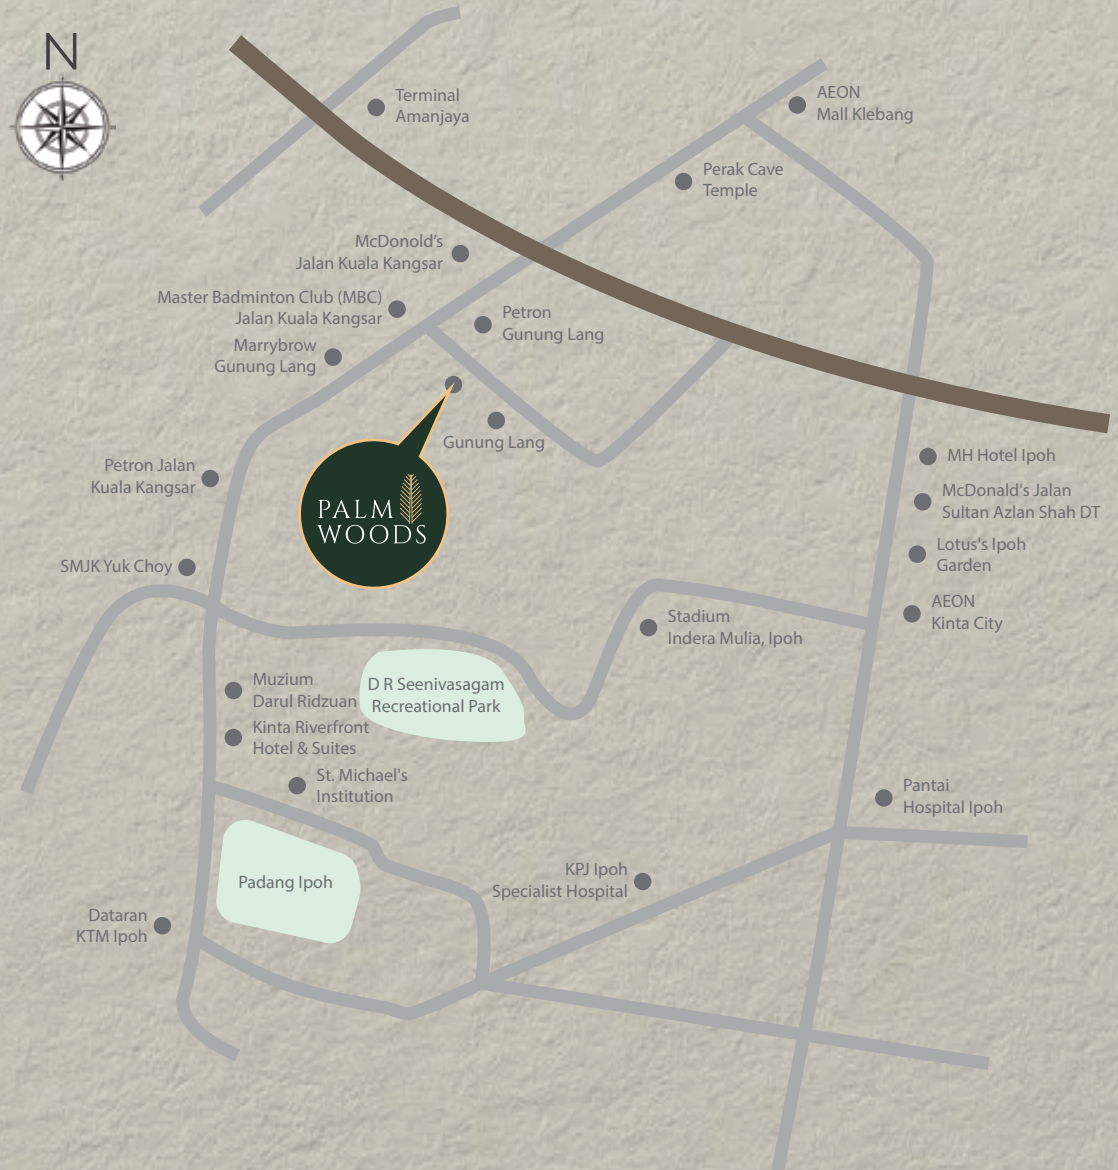 N
Terminal
Amanjaya
AEON
Mall Klebang
Perak Cave
Temple
McDonold’s
Jalan Kuala Kangsar
Master Badminton Club (MBC)
Jalan Kuala Kangsar
Petron
Gunung Lang
Marrybrow
Gunung Lang
Gunung Lang
Petron Jalan
Kuala Kangsar
PALM
WOODS
MH Hotel Ipoh
McDonald's Jalan
Sultan Azlan Shah DT
Lotus's Ipoh
Garden
SMJK Yuk Choy
AEON
Kinta City
Stadium
Indera Mulia, Ipoh
Muzium
Darul Ridzuan
D R Seenivasagam
Recreational Park
Kinta Riverfront
Hotel & Suites
St. Michael's
Institution
Pantai
Hospital Ipoh
Padang Ipoh
KPJ Ipoh
Specialist Hospital
Dataran
KTM Ipoh